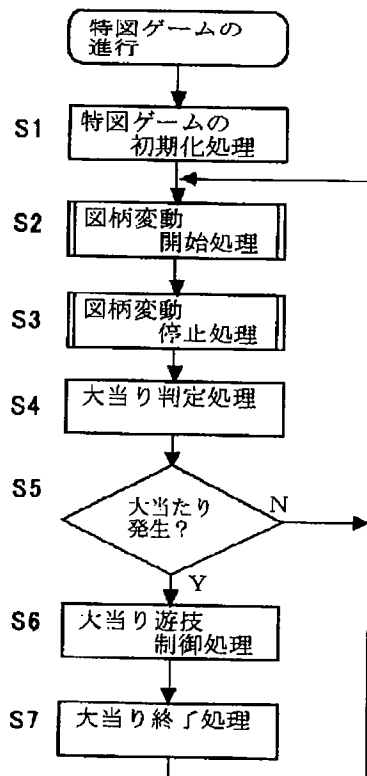 特図ゲームの
進行
S1
特図ゲームの
初期化処理
S2
図柄変動
開始処理
S3
図柄変動
停止処理
S4
大当り判定処理
S5
大当たり
発生?
N
Y
S6
大当り遊技
制御処理
S7
大当り終了処理